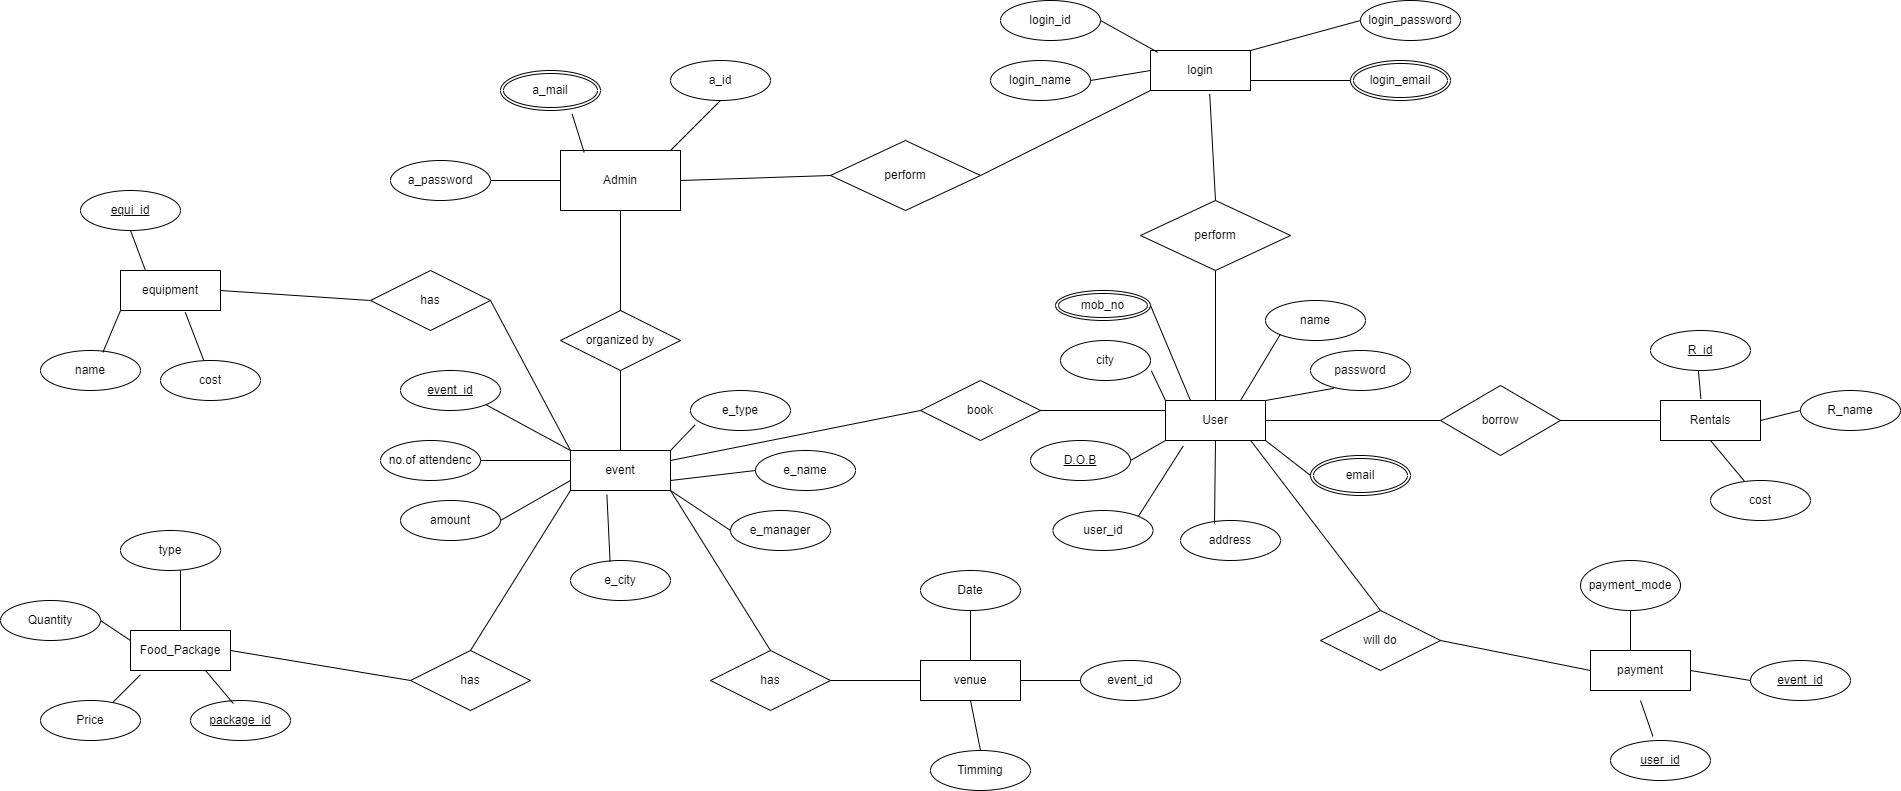 login_id
login_password
login
login_name
login_email
a_mail
a_id
a_password
Admin
perform
equi_id
perform
equipment
has
mob_no
name
organized by
city
R_id
name
cost
password
event_id
e_type
book
User
borrow
Rentals
R_name
no.of attendenc
event
e_name
D.O.B
email
amount
e_manager
user_id
address
cost
type
e_city
Date
payment_mode
Quantity
Food_Package
will do
payment
has
has
venue
event_id
event_id
Price
package_id
Timming
user_id